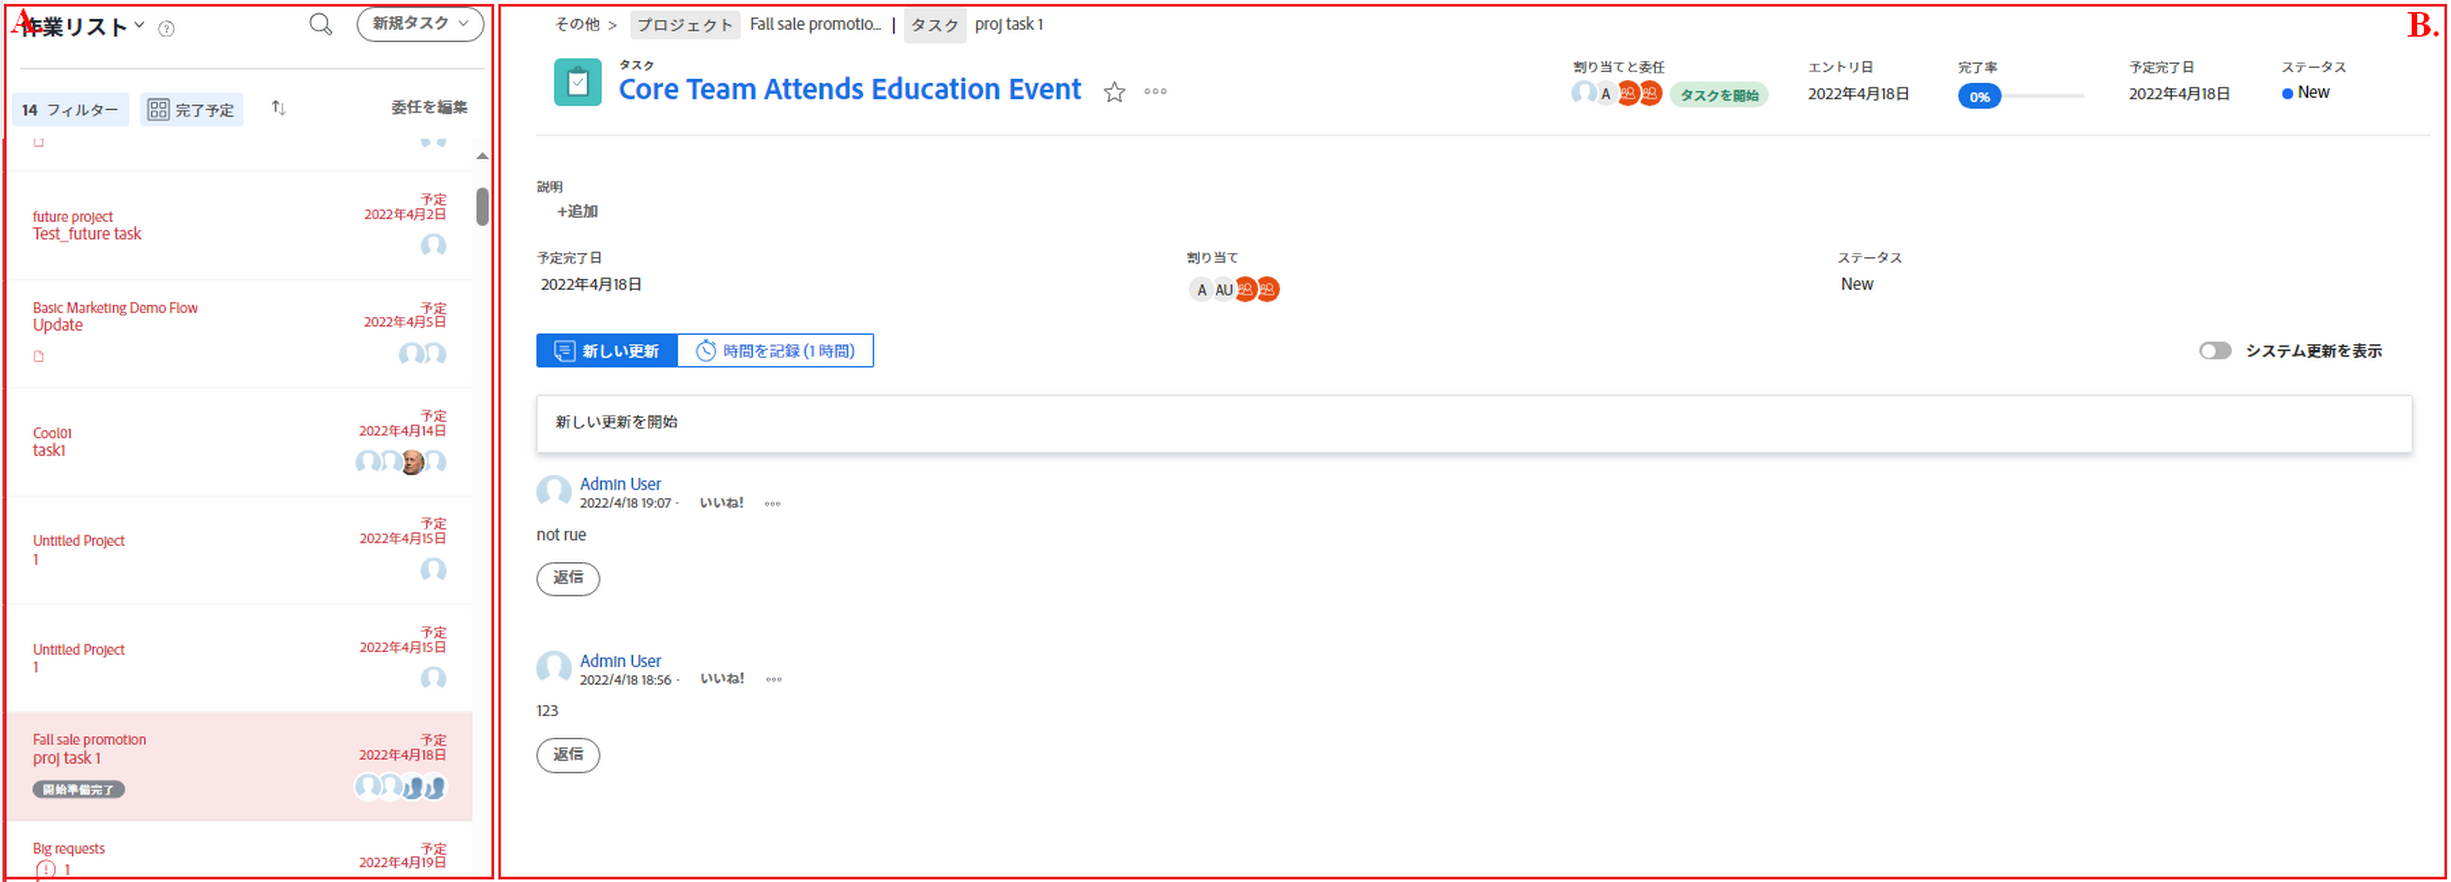 A.
作業リスト
新規タスク
14 フィルター
完了予定
委任を編集
予定
2022年4月2日
future project
Test_future task
予定
2022年4月5日
Basic Marketing Demo Flow
Update
予定
2022年4月14日
Cool01
task1
予定
2022年4月15日
Untitled Project
1
予定
2022年4月15日
Untitled Project
1
予定
2022年4月18日
Fall sale promotion
proj task 1
開始準備完了
予定
2022年4月19日
Big requests
1
B.
その他 > プロジェクト Fall sale promotio... | タスク proj task 1
タスク
Core Team Attends Education Event
割り当てと委任
A
タスクを開始
エントリ日
2022年4月18日
完了率
0%
予定完了日
2022年4月18日
ステータス
New
説明
+追加
予定完了日
2022年4月18日
割り当て
A AU
ステータス
New
新しい更新
時間を記録 (1 時間)
システム更新を表示
新しい更新を開始
Admin User
2022/4/18 19:07 · いいね!
not rue
返信
Admin User
2022/4/18 18:56 · いいね!
123
返信